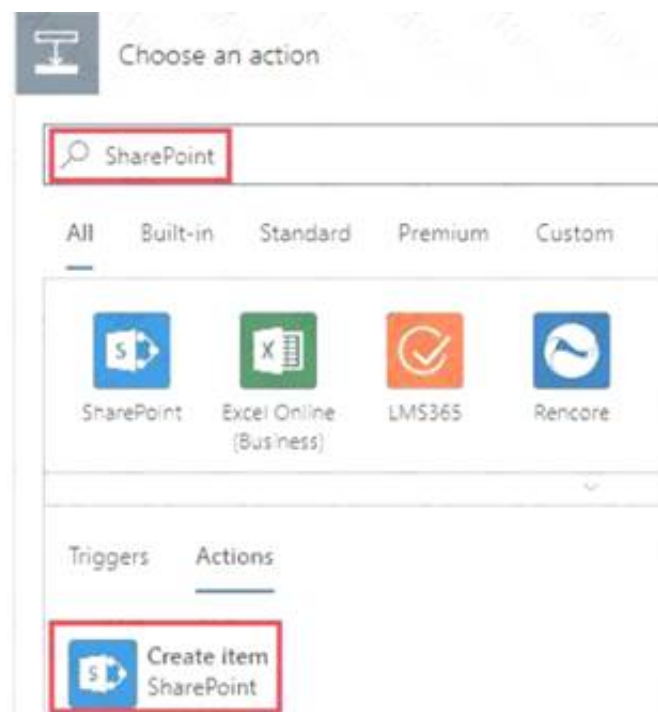 Choose an action
SharePoint
All Built-in Standard Premium Custom
SharePoint Excel Online LMS365 Rencore
(Business)
Triggers Actions
Create item
SharePoint